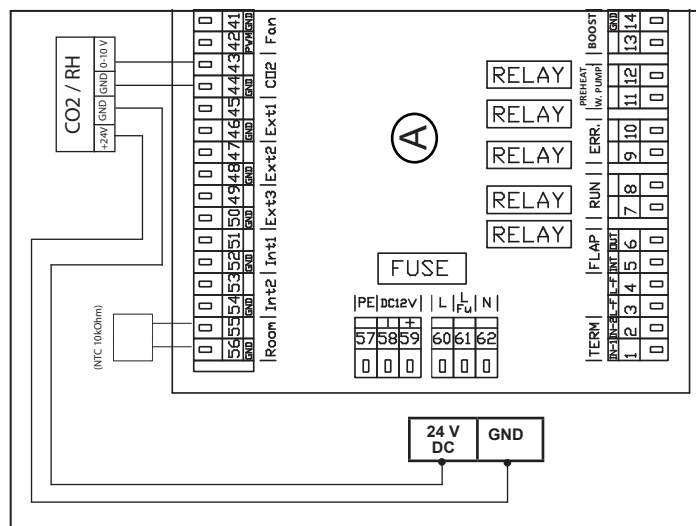 CO2 / RH
0-10 V
GND
GND
+24V
(NTC 10kOhm)
41 GND
42 PWM
43
44 GND
45
46 GND
47
48 GND
49
50 GND
51
52 GND
53
54 GND
55
56 GND
Fan
CO2
Ext1
Ext2
Ext3
Int1
Int2
Room
A
RELAY
RELAY
RELAY
RELAY
RELAY
FUSE
PE DC12V
- +
57 58 59
L L Fu N
60 61 62
BOOST
PREHEAT
W. PUMP
ERR.
RUN
FLAP
TERM
14 GND
13
12
11
10
9
8
7
6 OUT
5 INT
4 L-F
3 L-F
2 IN-2
1 IN-1
24 V
DC
GND